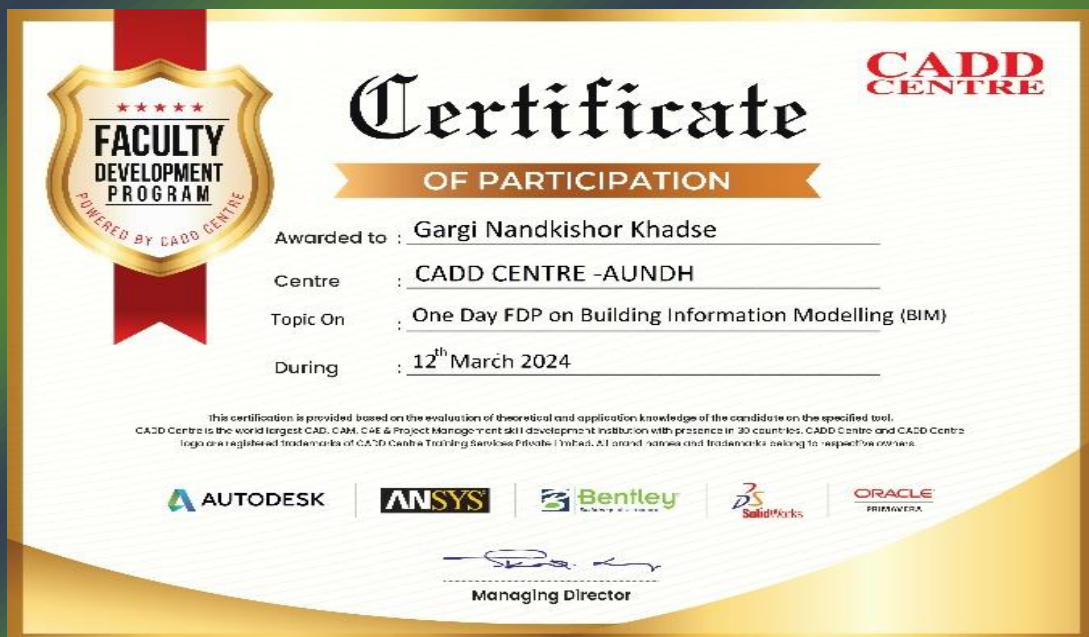 CADD
CENTRE
★★★★★
FACULTY
DEVELOPMENT
PROGRAM
POWERED BY CADD CENTRE
Certificate
OF PARTICIPATION
Awarded to : Gargi Nandkishor Khadse
Centre : CADD CENTRE -AUNDH
Topic On : One Day FDP on Building Information Modelling (BIM)
During : 12th March 2024
This certification is provided based on the evaluation of theoretical and application knowledge of the candidate on the specified tool.
CADD Centre is the world largest CAD, CAM, CAE & Project Management skill development institution with presence in 30 countries. CADD Centre and CADD Centre
logo are registered trademarks of CADD Centre Training Services Private Limited. All brand names and trademarks belong to respective owners.
AUTODESK
ANSYS
Bentley
SolidWorks
ORACLE
PRIMAVERA
Managing Director